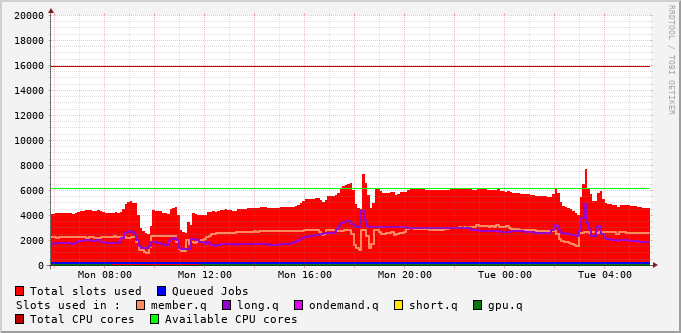 20000
18000
16000
14000
12000
10000
8000
6000
4000
2000
0
Mon 08:00 Mon 12:00 Mon 16:00 Mon 20:00 Tue 00:00 Tue 04:00
Total slots used Queued Jobs
Slots used in : member.q long.q ondemand.q short.q gpu.q
Total CPU cores Available CPU cores
RRDTOOL / TOBI OETIKER